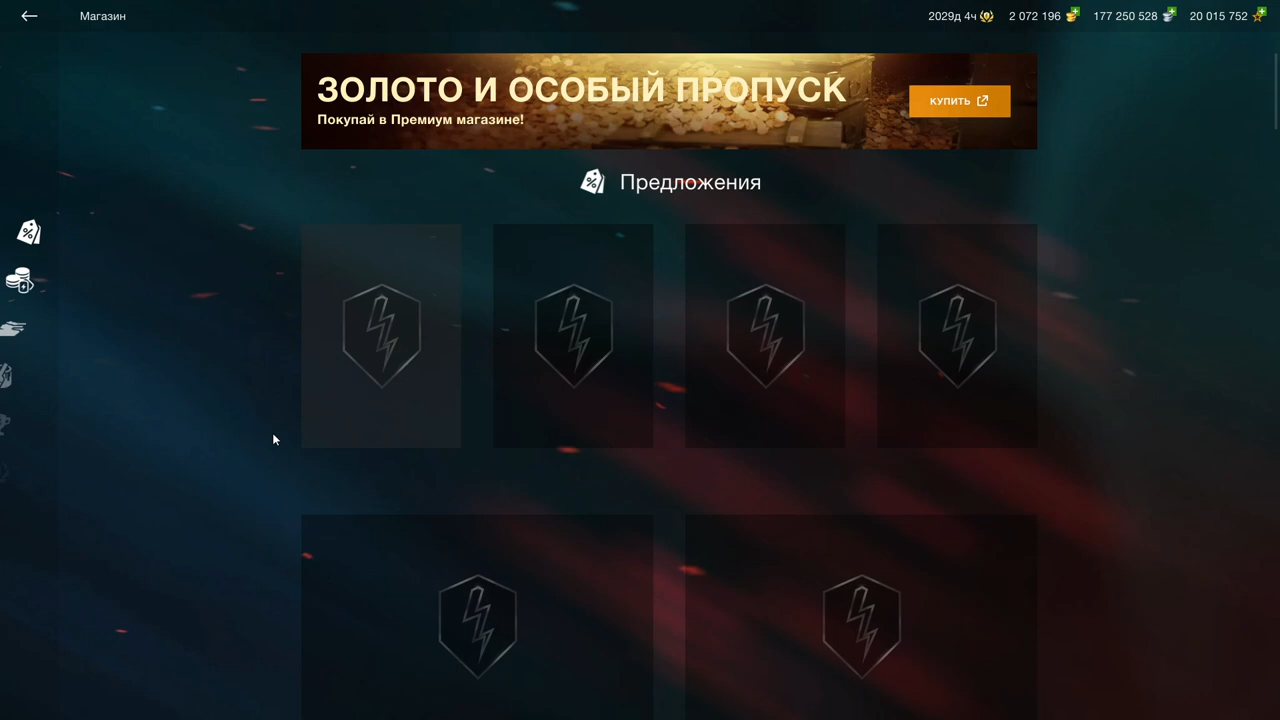 Магазин
2029д 4ч
2 072 196
177 250 528
20 015 752
ЗОЛОТО И ОСОБЫЙ ПРОПУСК
Покупай в Премиум магазине!
КУПИТЬ
Предложения